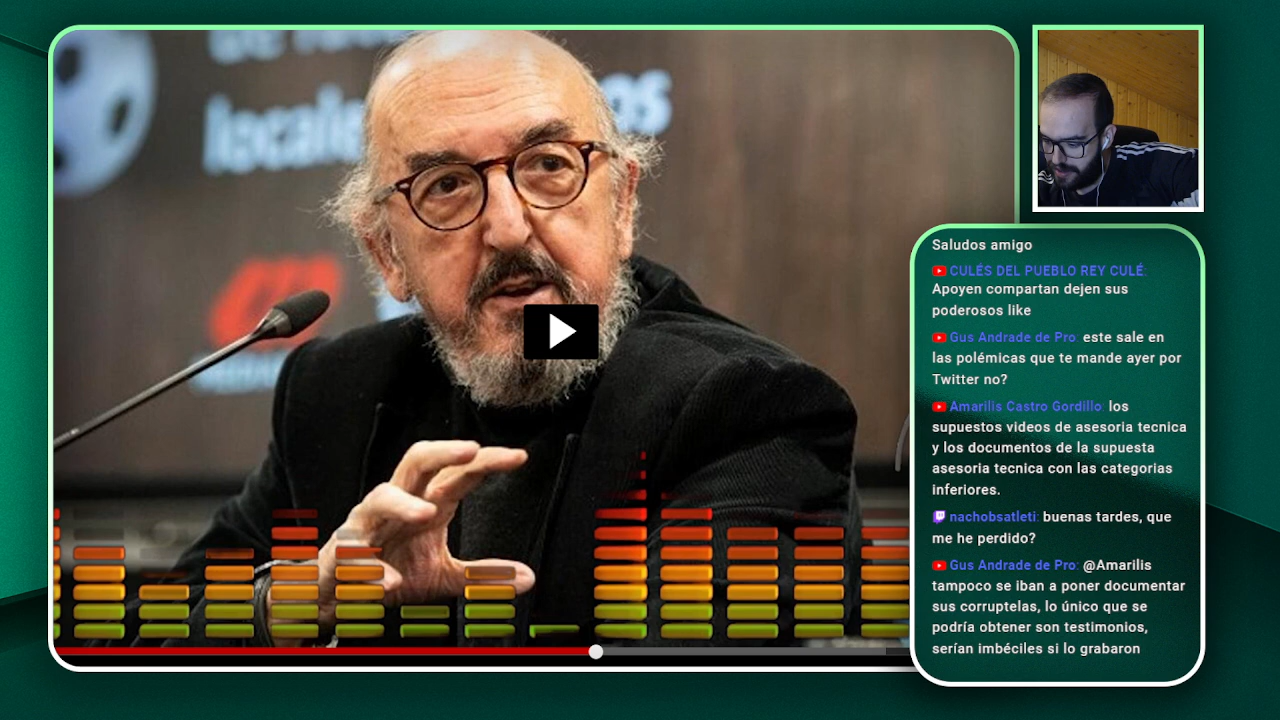 locale
os
Saludos amigo
CULÉS DEL PUEBLO REY CULÉ:
Apoyen compartan dejen sus
poderosos like
Gus Andrade de Pro: este sale en
las polémicas que te mande ayer por
Twitter no?
Amarilis Castro Gordillo: los
supuestos videos de asesoria tecnica
y los documentos de la supuesta
asesoria tecnica con las categorias
inferiores.
nachobsatleti: buenas tardes, que
me he perdido?
Gus Andrade de Pro: @Amarilis
tampoco se iban a poner documentar
sus corruptelas, lo único que se
podría obtener son testimonios,
serían imbéciles si lo grabaron